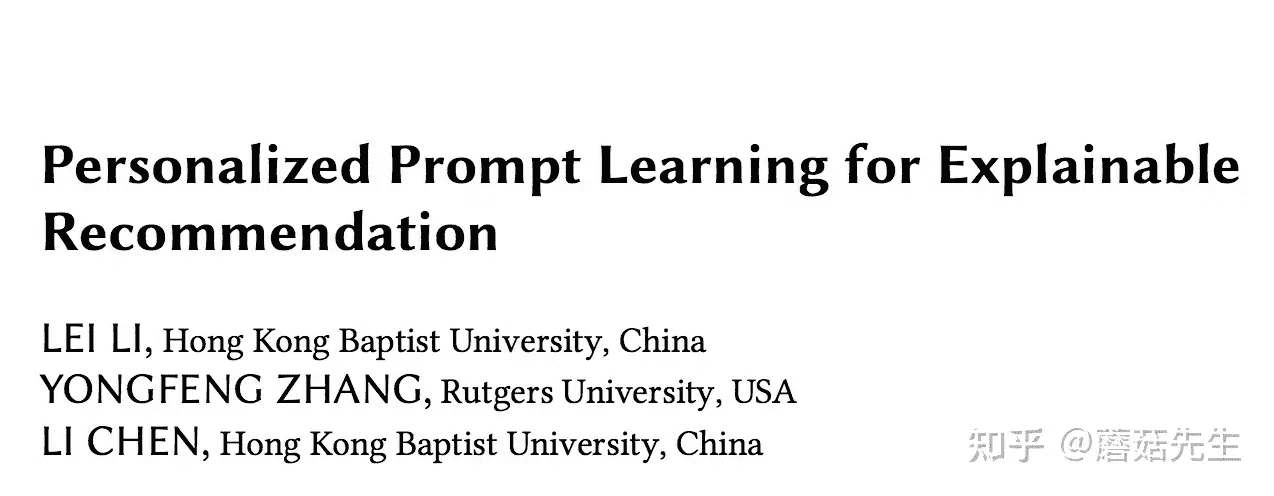 Personalized Prompt Learning for Explainable
Recommendation
LEI LI, Hong Kong Baptist University, China
YONGFENG ZHANG, Rutgers University, USA
LI CHEN, Hong Kong Baptist University, China
知乎 @蘑菇先生